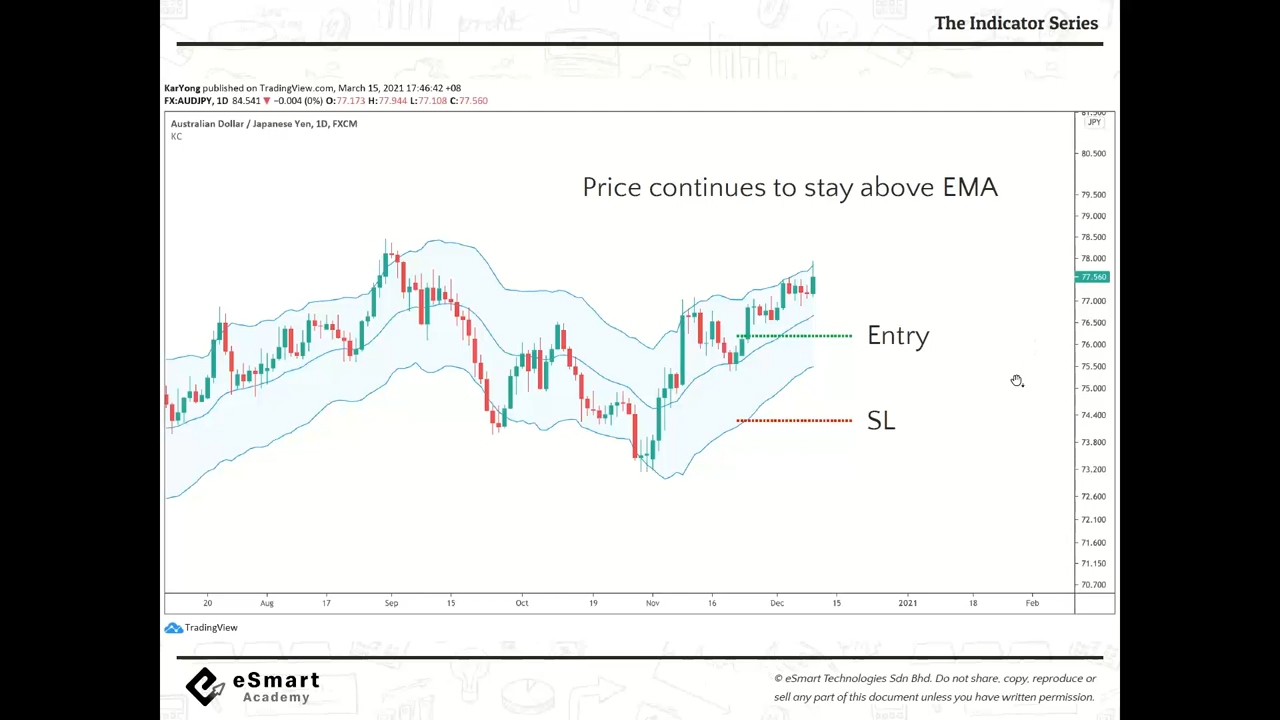 The Indicator Series
KarYong published on TradingView.com, March 15, 2021 17:46:42 +08
FX:AUDJPY, 1D 84.541 ▼ −0.004 (0%) O:77.173 H:77.944 L:77.108 C:77.560
Australian Dollar / Japanese Yen, 1D, FXCM
KC
81.500
JPY
80.500
Price continues to stay above EMA
79.500
79.000
78.500
78.000
77.560
77.000
76.500
Entry
76.000
75.500
75.000
74.400
SL
73.800
73.200
72.600
72.100
71.600
71.150
70.700
20 Aug 17 Sep 15 Oct 19 Nov 16 Dec 15 2021 18 Feb
TradingView
eSmart
Academy
© eSmart Technologies Sdn Bhd. Do not share, copy, reproduce or
sell any part of this document unless you have written permission.